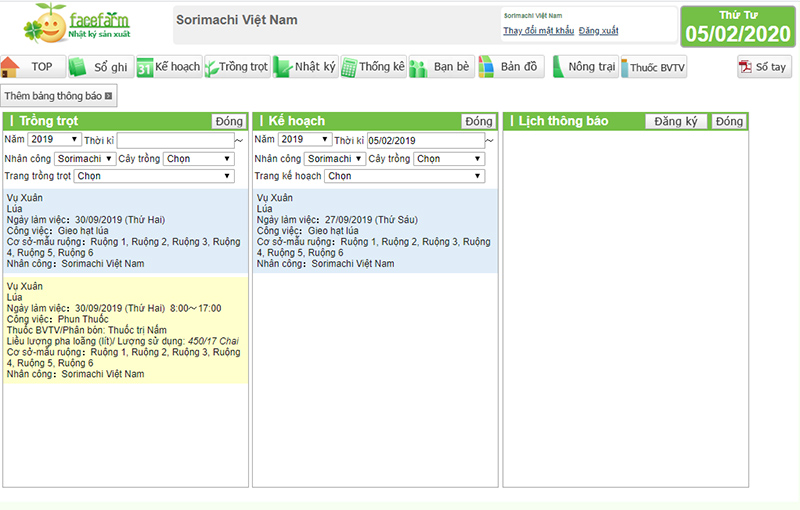 facefarm
Nhật ký sản xuất
Sorimachi Việt Nam
Sorimachi Việt Nam
Thay đổi mật khẩu Đăng xuất
Thứ Tư
05/02/2020
TOP Sổ ghi 31 Kế hoạch Trồng trọt Nhật ký Thống kê Bạn bè Bản đồ Nông trại Thuốc BVTV Sổ tay
Thêm bảng thông báo
Trồng trọt Đóng
Năm 2019 Thời kì ~
Nhân công Sorimachi Cây trồng Chọn
Trang trồng trọt Chọn
Vụ Xuân
Lúa
Ngày làm việc: 30/09/2019 (Thứ Hai)
Công việc: Gieo hạt lúa
Cơ sở-mẫu ruộng: Ruộng 1, Ruộng 2, Ruộng 3, Ruộng
4, Ruộng 5, Ruộng 6
Nhân công: Sorimachi Việt Nam
Vụ Xuân
Lúa
Ngày làm việc: 30/09/2019 (Thứ Hai) 8:00～17:00
Công việc: Phun Thuốc
Thuốc BVTV/Phân bón: Thuốc trị Nấm
Liều lượng pha loãng (lít)/ Lượng sử dụng: 450/17 Chai
Cơ sở-mẫu ruộng: Ruộng 1, Ruộng 2, Ruộng 3, Ruộng
4, Ruộng 5, Ruộng 6
Nhân công: Sorimachi Việt Nam
Kế hoạch Đóng
Năm 2019 Thời kì 05/02/2019 ~
Nhân công Sorimachi Cây trồng Chọn
Trang kế hoạch Chọn
Vụ Xuân
Lúa
Ngày làm việc: 27/09/2019 (Thứ Sáu)
Công việc: Gieo hạt lúa
Cơ sở-mẫu ruộng: Ruộng 1, Ruộng 2, Ruộng 3, Ruộng
4, Ruộng 5, Ruộng 6
Nhân công: Sorimachi Việt Nam
Lịch thông báo Đăng ký Đóng